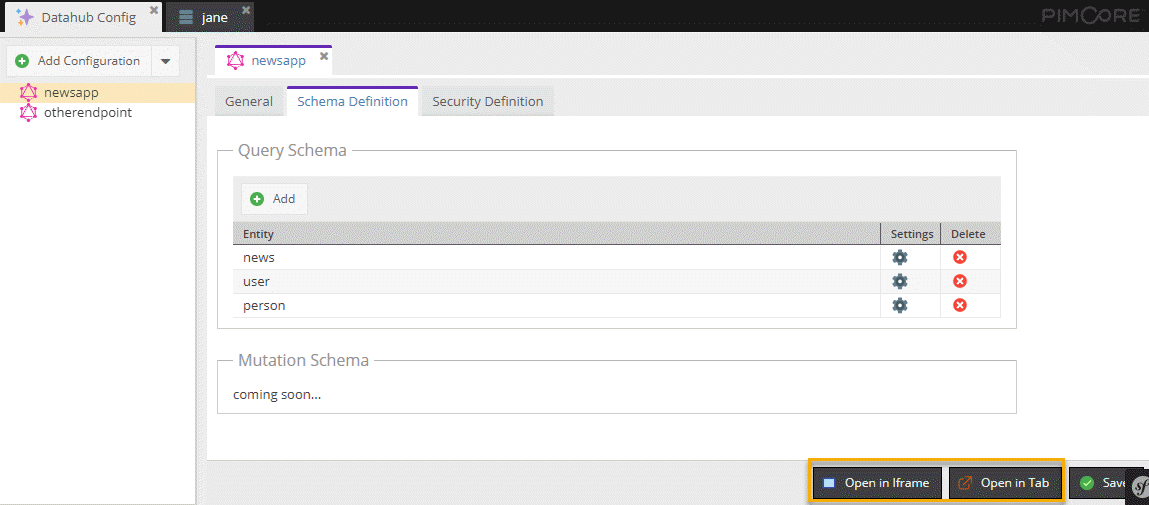 Datahub Config
jane
PIMCORE
Add Configuration
newsapp
otherendpoint
newsapp
General Schema Definition Security Definition
Query Schema
Add
Entity Settings Delete
news
user
person
Mutation Schema
coming soon...
Open in Iframe Open in Tab Save
sf